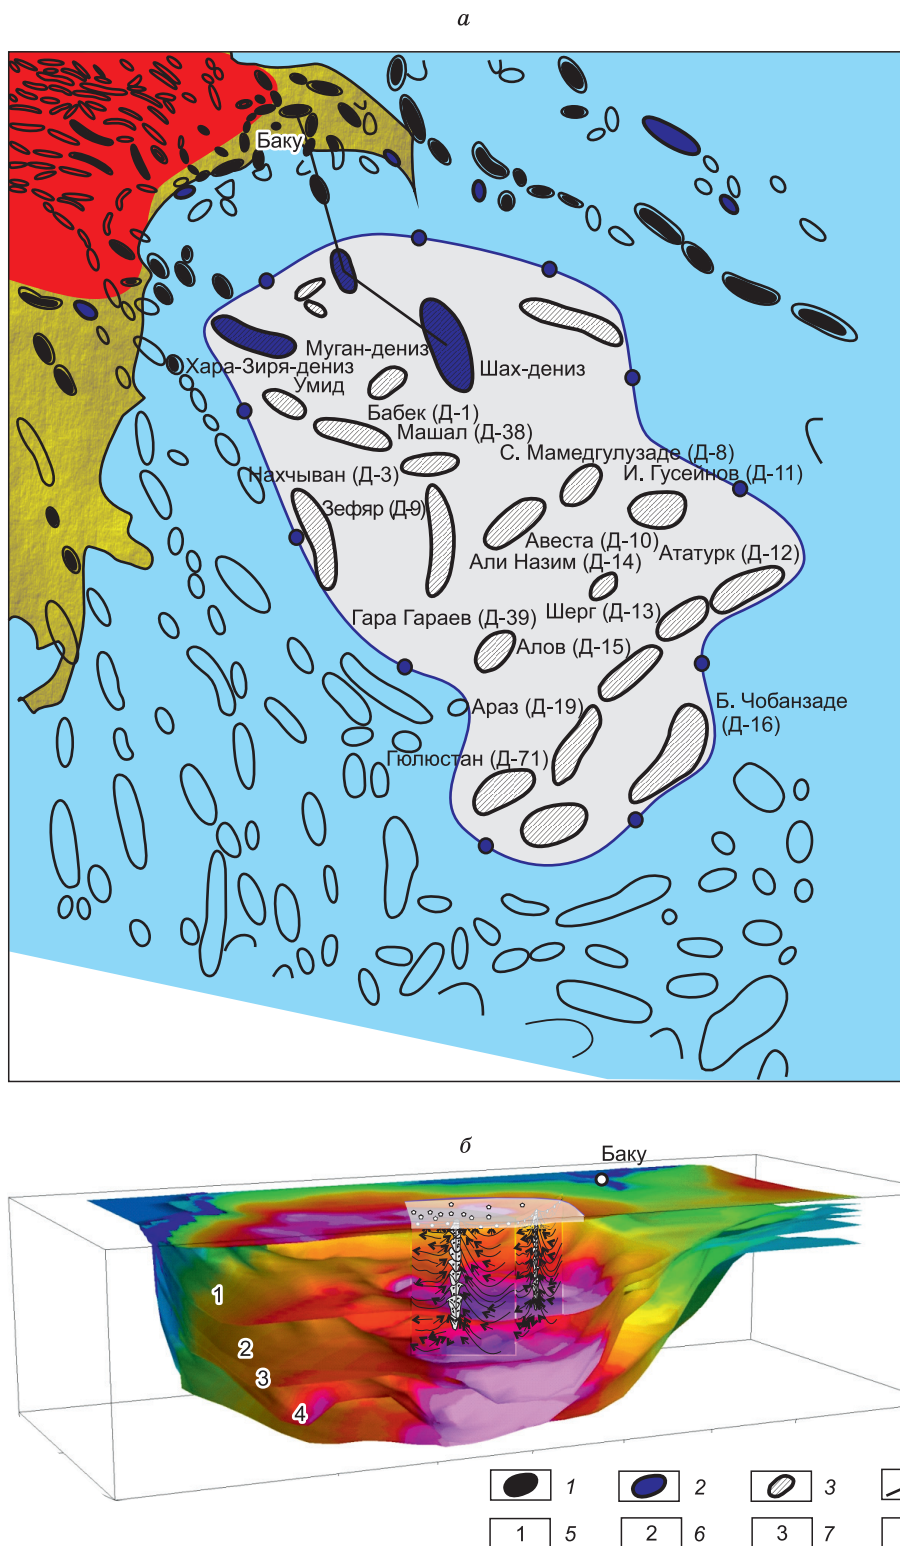 а
Баку
Муган-дениз
Хара-Зиря-дениз
Шах-дениз
Умид
Бабек (Д-1)
Машал (Д-38)
С. Мамедгулузаде (Д-8)
Нахчыван (Д-3)
И. Гусейнов (Д-11)
Зефяр (Д-9)
Авеста (Д-10)
Али Назим (Д-14)
Ататурк (Д-12)
Гара Гараев (Д-39)
Шерг (Д-13)
Алов (Д-15)
Араз (Д-19)
Б. Чобанзаде
(Д-16)
Гюлюстан (Д-71)
б
Баку
1
2
3
4
1 2 3
1 5 2 6 3 7